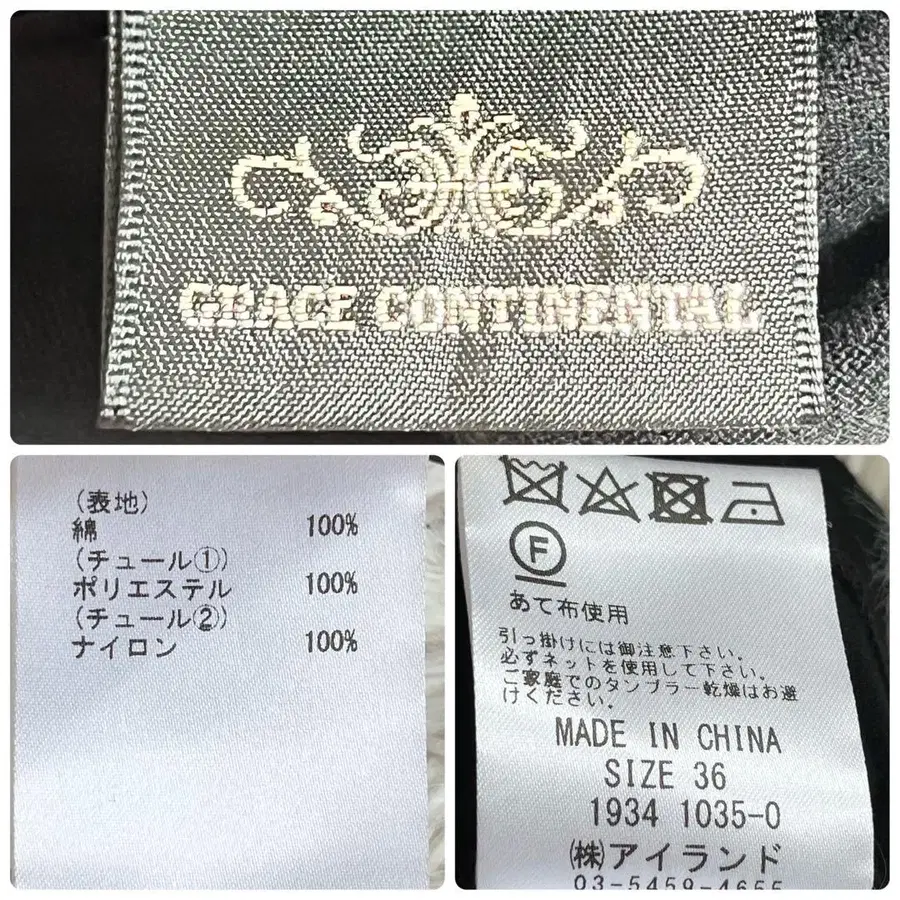 GRACE CONTINENTAL
(表地)
綿 100%
(チュール①)
ポリエステル 100%
(チュール②)
ナイロン 100%
F
あて布使用
引っ掛けには御注意下さい。
必ずネットを使用して下さい。
ご家庭でのタンブラー乾燥はお避
けください。
MADE IN CHINA
SIZE 36
1934 1035-0
(株)アイランド
03-5459-4655